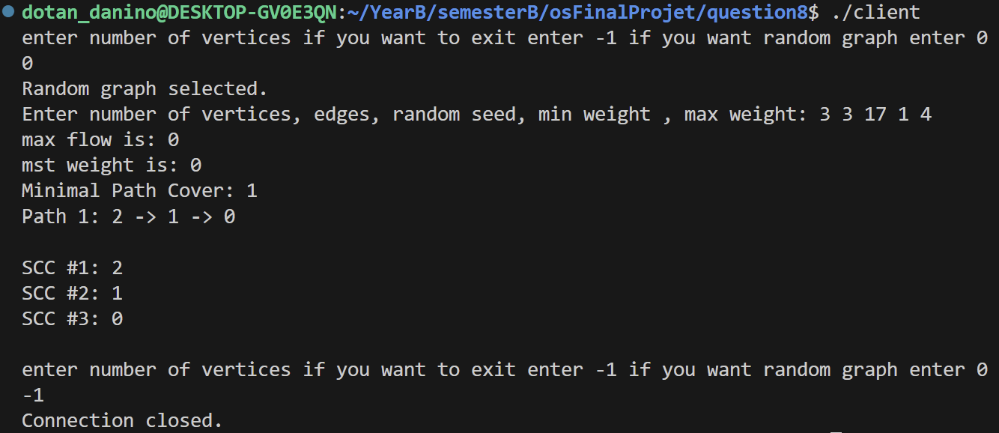 dotan_danino@DESKTOP-GV0E3QN:~/YearB/semesterB/osFinalProjet/question8$ ./client
enter number of vertices if you want to exit enter -1 if you want random graph enter 0
0
Random graph selected.
Enter number of vertices, edges, random seed, min weight , max weight: 3 3 17 1 4
max flow is: 0
mst weight is: 0
Minimal Path Cover: 1
Path 1: 2 -> 1 -> 0
SCC #1: 2
SCC #2: 1
SCC #3: 0
enter number of vertices if you want to exit enter -1 if you want random graph enter 0
-1
Connection closed.